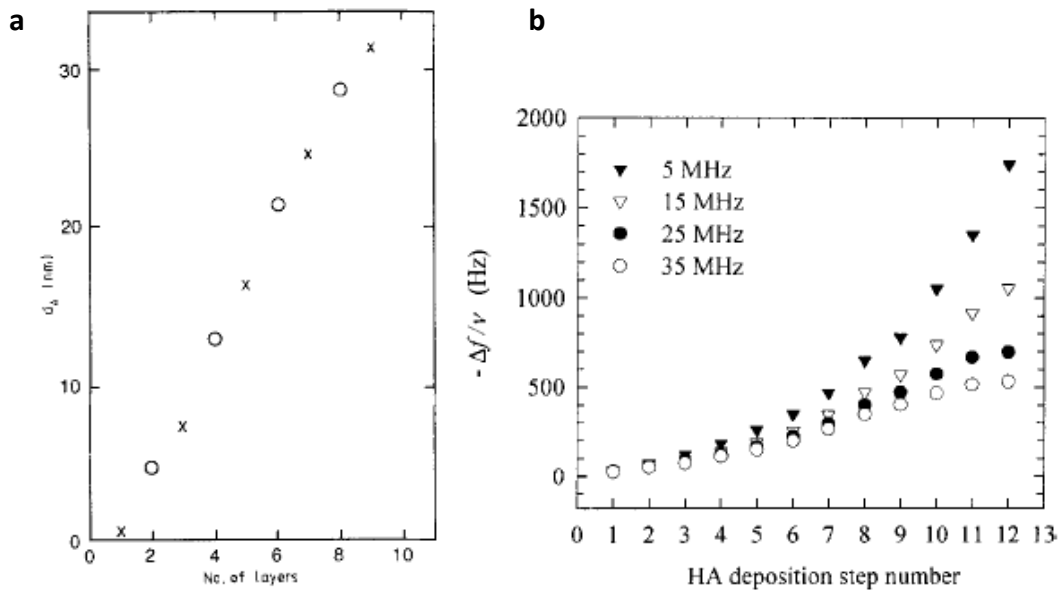 a
30
20
10
0
dₐ (nm)
0 2 4 6 8 10
No. of layers
b
2000
1500
1000
500
0
- Δf/ν (Hz)
5 MHz
15 MHz
25 MHz
35 MHz
0 1 2 3 4 5 6 7 8 9 10 11 12 13
HA deposition step number